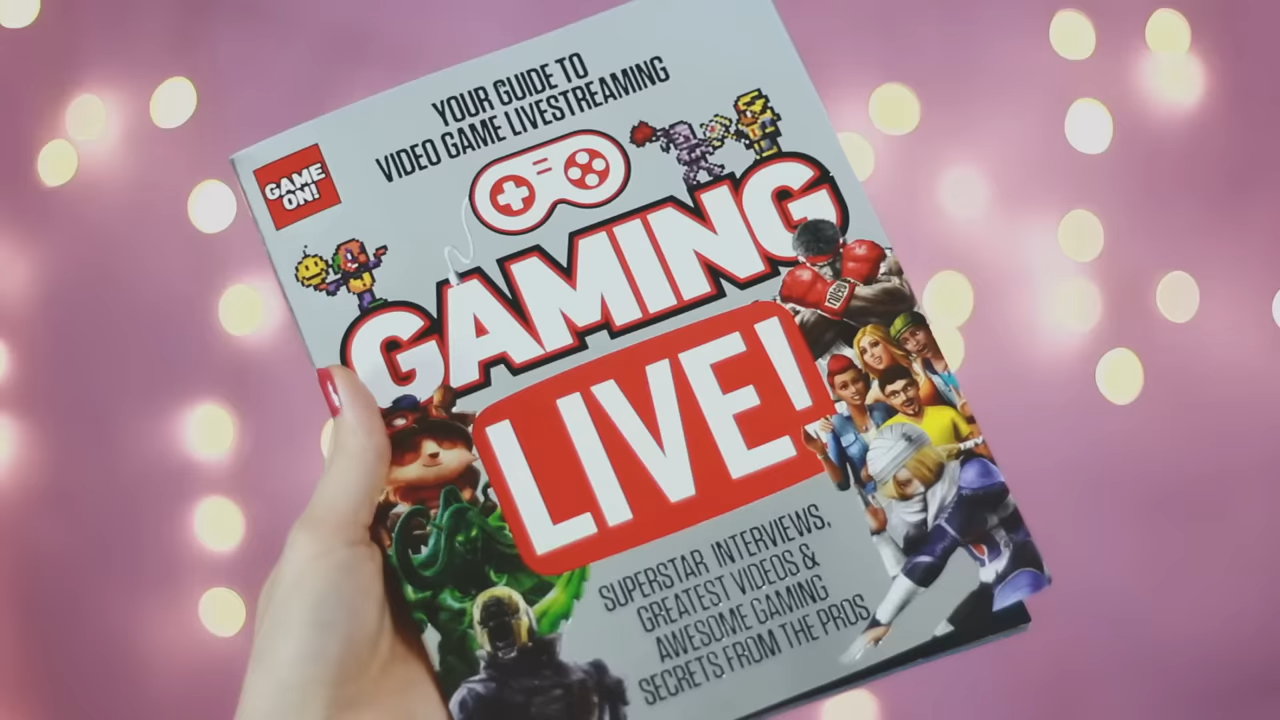 YOUR GUIDE TO
VIDEO GAME LIVESTREAMING
GAME
ON!
GAMING
LIVE!
SUPERSTAR INTERVIEWS,
GREATEST VIDEOS &
AWESOME GAMING
SECRETS FROM THE PROS